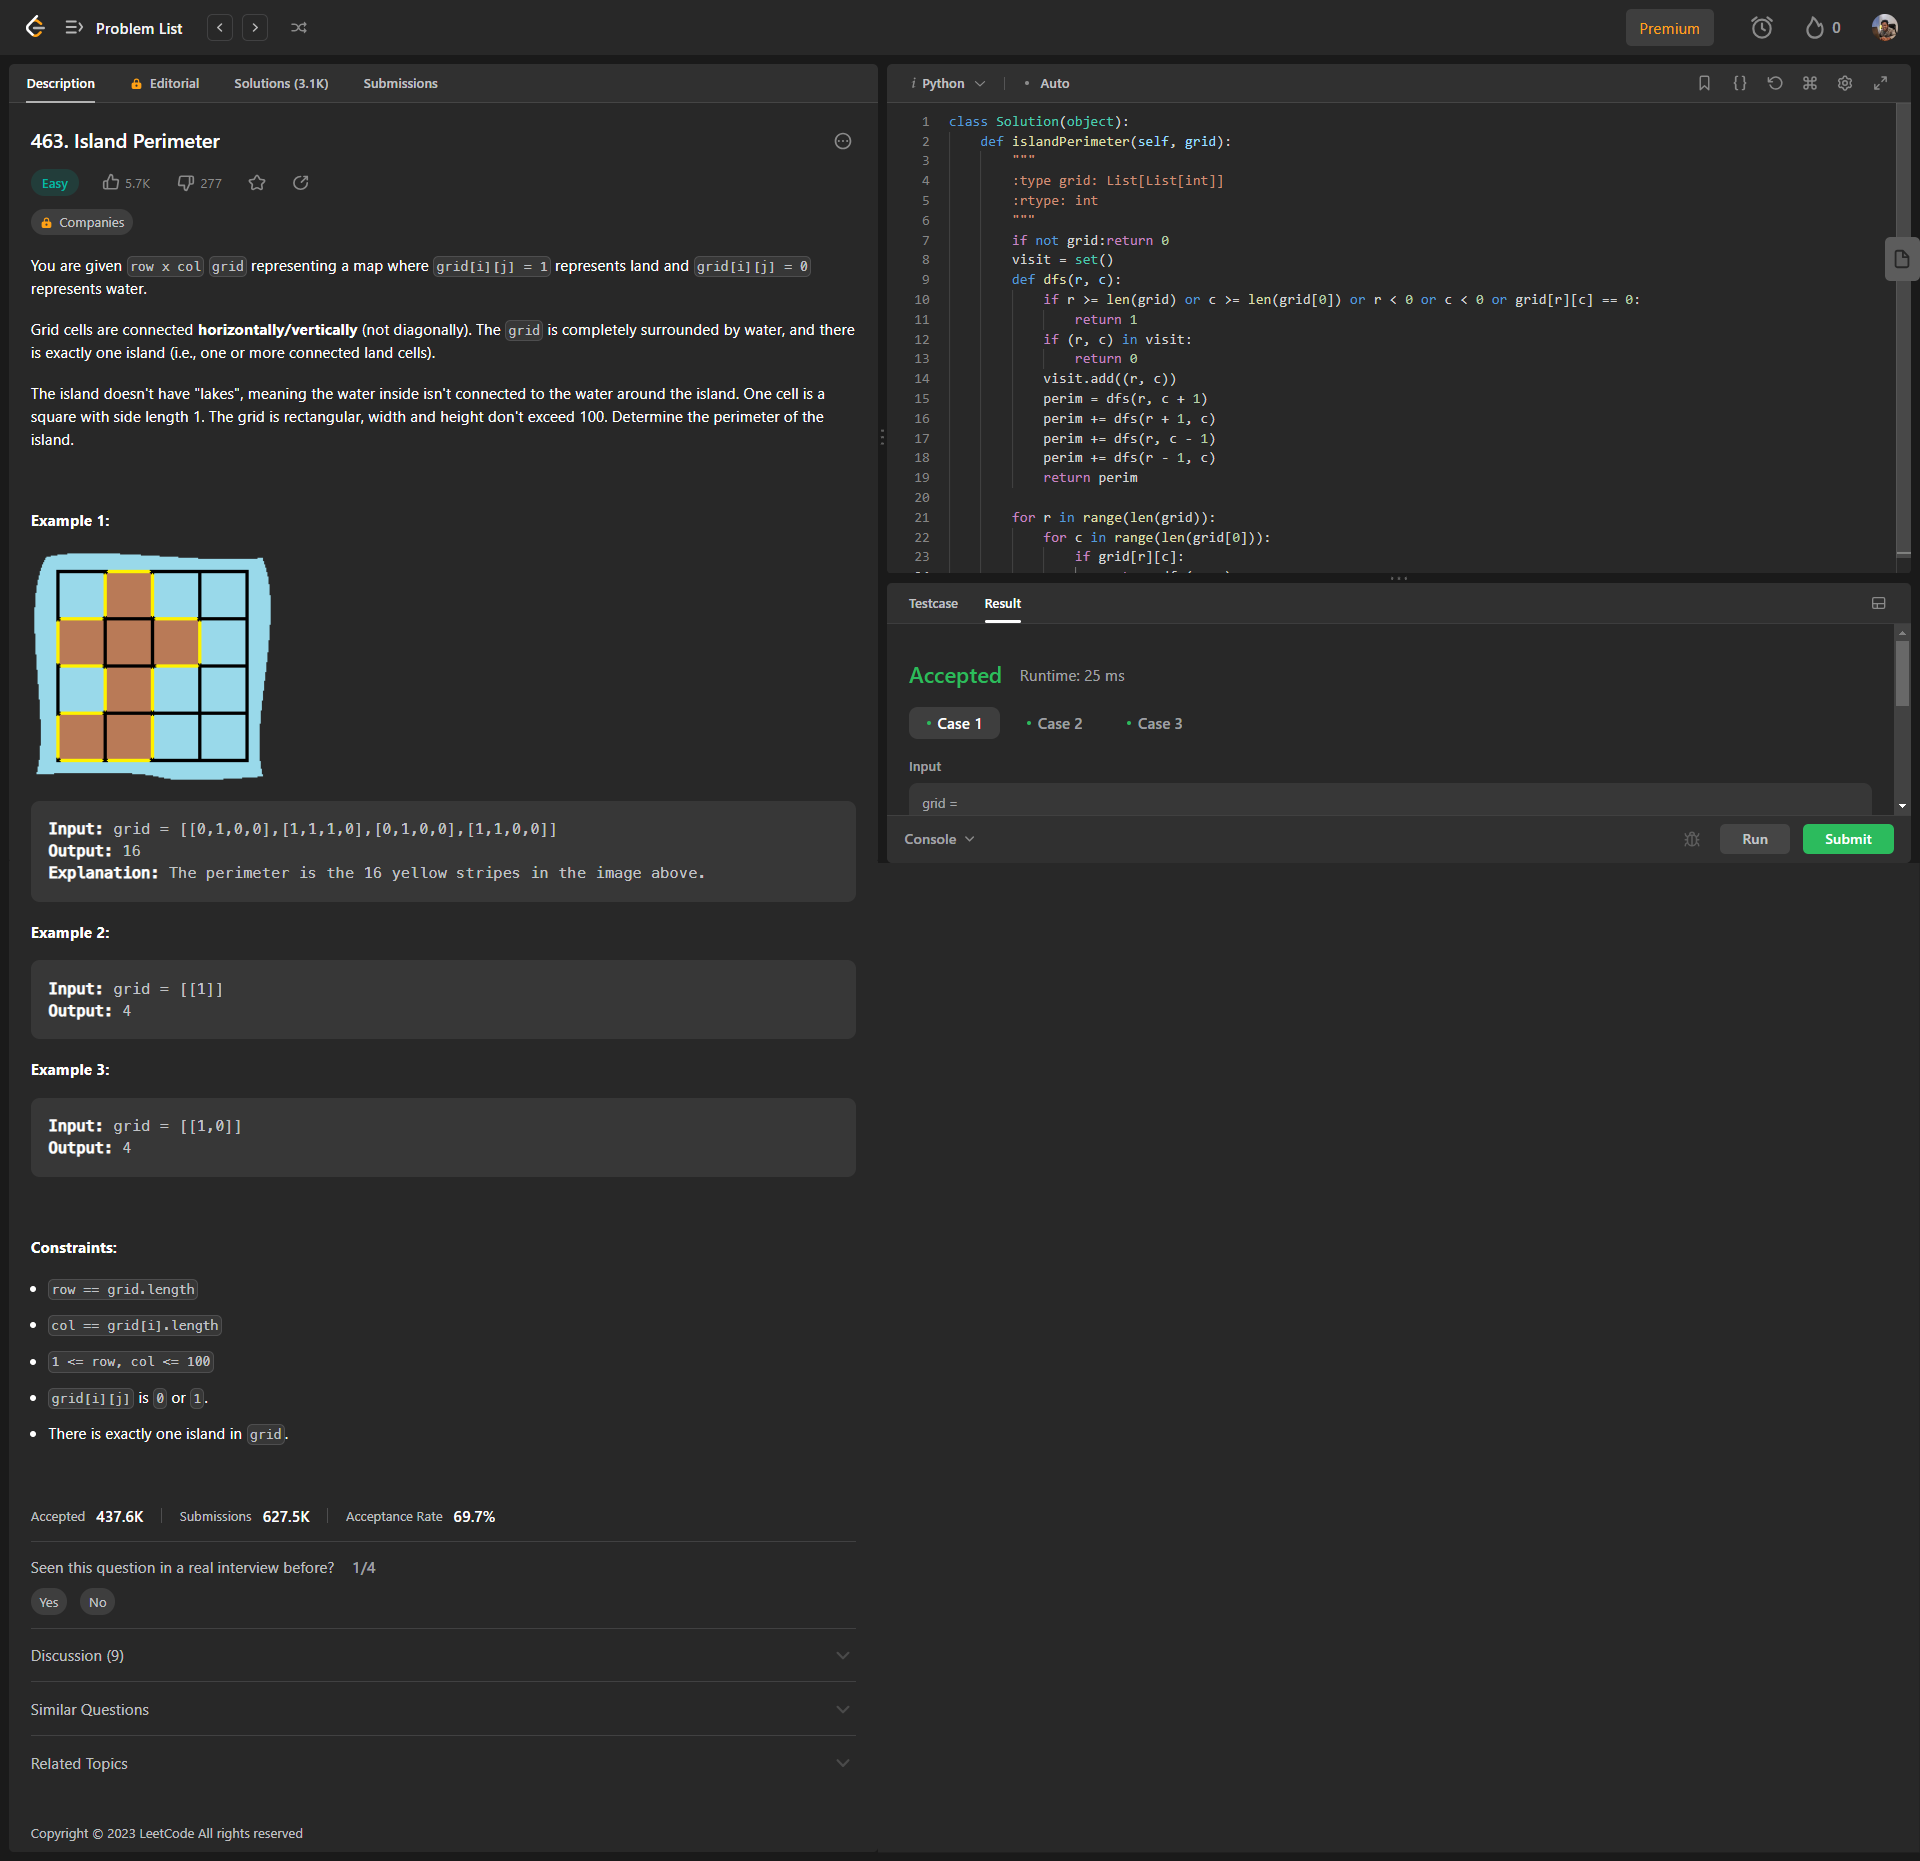 Problem List
Premium
0
Description
Editorial
Solutions (3.1K)
Submissions
463. Island Perimeter
Easy
5.7K
277
Companies
You are given row x col grid representing a map where grid[i][j] = 1 represents land and grid[i][j] = 0
represents water.
Grid cells are connected horizontally/vertically (not diagonally). The grid is completely surrounded by water, and there
is exactly one island (i.e., one or more connected land cells).
The island doesn't have "lakes", meaning the water inside isn't connected to the water around the island. One cell is a
square with side length 1. The grid is rectangular, width and height don't exceed 100. Determine the perimeter of the
island.
Example 1:
Input: grid = [[0,1,0,0],[1,1,1,0],[0,1,0,0],[1,1,0,0]]
Output: 16
Explanation: The perimeter is the 16 yellow stripes in the image above.
Example 2:
Input: grid = [[1]]
Output: 4
Example 3:
Input: grid = [[1,0]]
Output: 4
Constraints:
• row == grid.length
• col == grid[i].length
• 1 <= row, col <= 100
• grid[i][j] is 0 or 1.
• There is exactly one island in grid.
Accepted 437.6K Submissions 627.5K Acceptance Rate 69.7%
Seen this question in a real interview before? 1/4
Yes No
Discussion (9)
Similar Questions
Related Topics
Copyright © 2023 LeetCode All rights reserved
i Python • Auto
{}
1 class Solution(object):
2 def islandPerimeter(self, grid):
3 """
4 :type grid: List[List[int]]
5 :rtype: int
6 """
7 if not grid:return 0
8 visit = set()
9 def dfs(r, c):
10 if r >= len(grid) or c >= len(grid[0]) or r < 0 or c < 0 or grid[r][c] == 0:
11 return 1
12 if (r, c) in visit:
13 return 0
14 visit.add((r, c))
15 perim = dfs(r, c + 1)
16 perim += dfs(r + 1, c)
17 perim += dfs(r, c - 1)
18 perim += dfs(r - 1, c)
19 return perim
20
21 for r in range(len(grid)):
22 for c in range(len(grid[0])):
23 if grid[r][c]:
Testcase Result
Accepted Runtime: 25 ms
• Case 1 • Case 2 • Case 3
Input
grid =
Console
Run
Submit